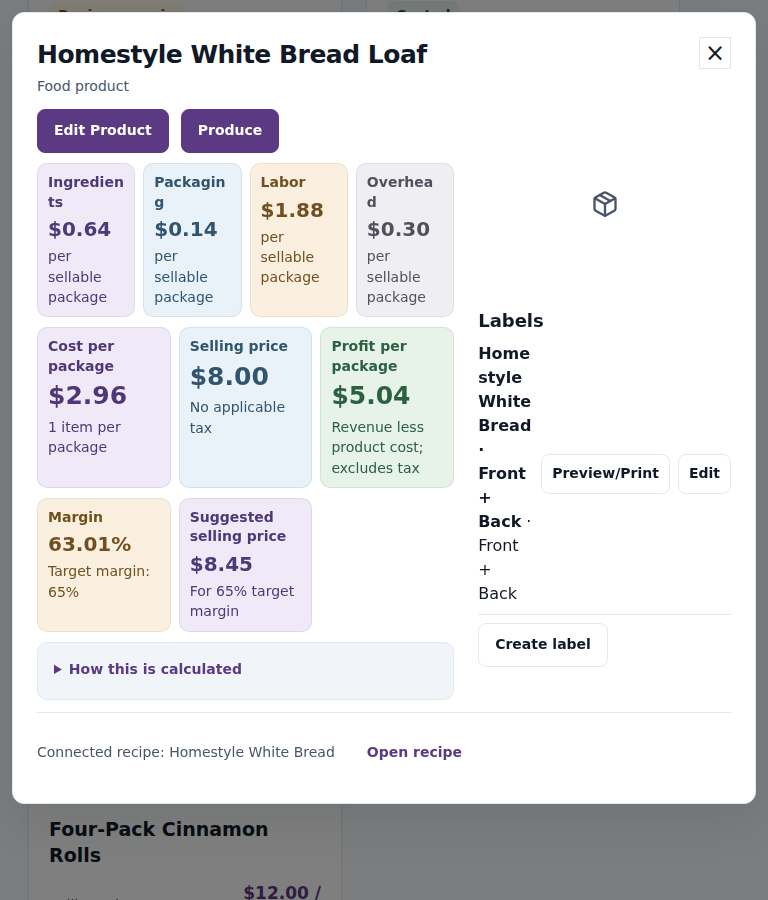 Homestyle White Bread Loaf
×
Food product
Edit Product
Produce
Ingredien
ts
$0.64
per
sellable
package
Packagin
g
$0.14
per
sellable
package
Labor
$1.88
per
sellable
package
Overhea
d
$0.30
per
sellable
package
Cost per
package
$2.96
1 item per
package
Selling price
$8.00
No applicable
tax
Profit per
package
$5.04
Revenue less
product cost;
excludes tax
Margin
63.01%
Target margin:
65%
Suggested
selling price
$8.45
For 65% target
margin
▶ How this is calculated
Labels
Home
style
White
Bread
·
Front
+
Back ·
Front
+
Back
Preview/Print
Edit
Create label
Connected recipe: Homestyle White Bread
Open recipe
Four-Pack Cinnamon
Rolls
$12.00 /